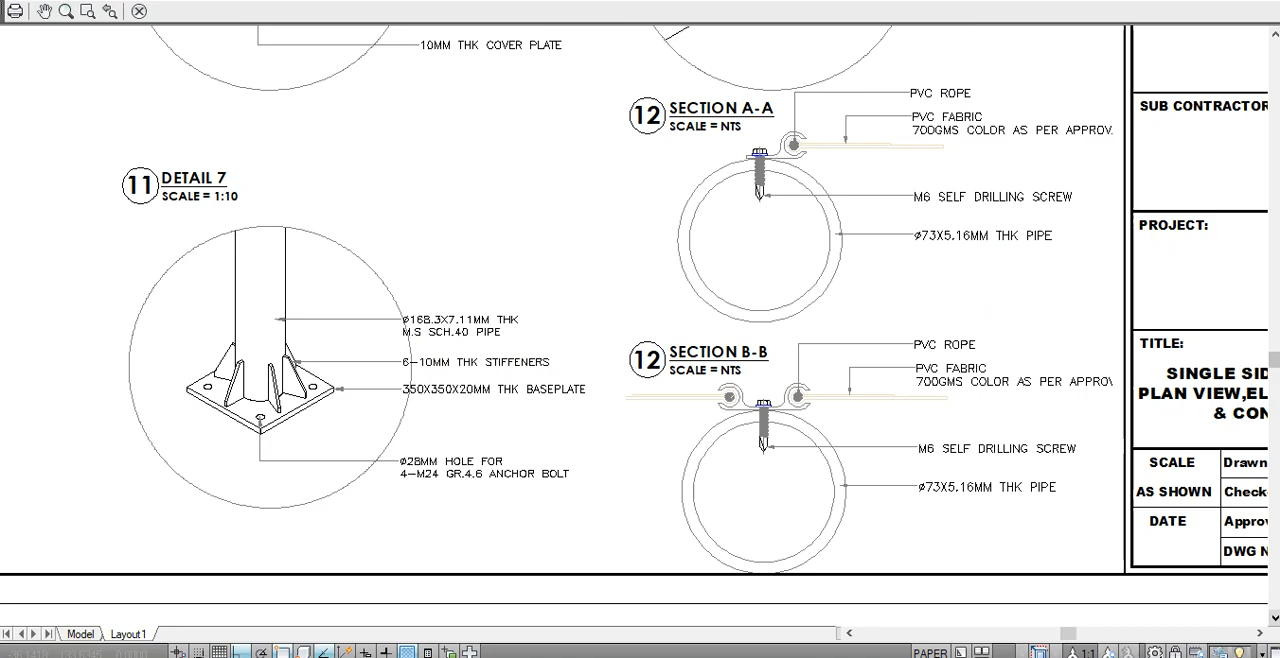 10MM THK COVER PLATE
12 SECTION A-A
SCALE = NTS
PVC ROPE
PVC FABRIC
700GMS COLOR AS PER APPROV.
M6 SELF DRILLING SCREW
ø73X5.16MM THK PIPE
11 DETAIL 7
SCALE = 1:10
ø168.3X7.11MM THK
M.S SCH.40 PIPE
6-10MM THK STIFFENERS
350X350X20MM THK BASEPLATE
ø28MM HOLE FOR
4-M24 GR.4.6 ANCHOR BOLT
12 SECTION B-B
SCALE = NTS
PVC ROPE
PVC FABRIC
700GMS COLOR AS PER APPROV
M6 SELF DRILLING SCREW
ø73X5.16MM THK PIPE
SUB CONTRACTOR
PROJECT:
TITLE:
SINGLE SID
PLAN VIEW,EL
& CON
SCALE
AS SHOWN
DATE
Drawn
Check
Approv
DWG N
Model
Layout1
PAPER
1:1